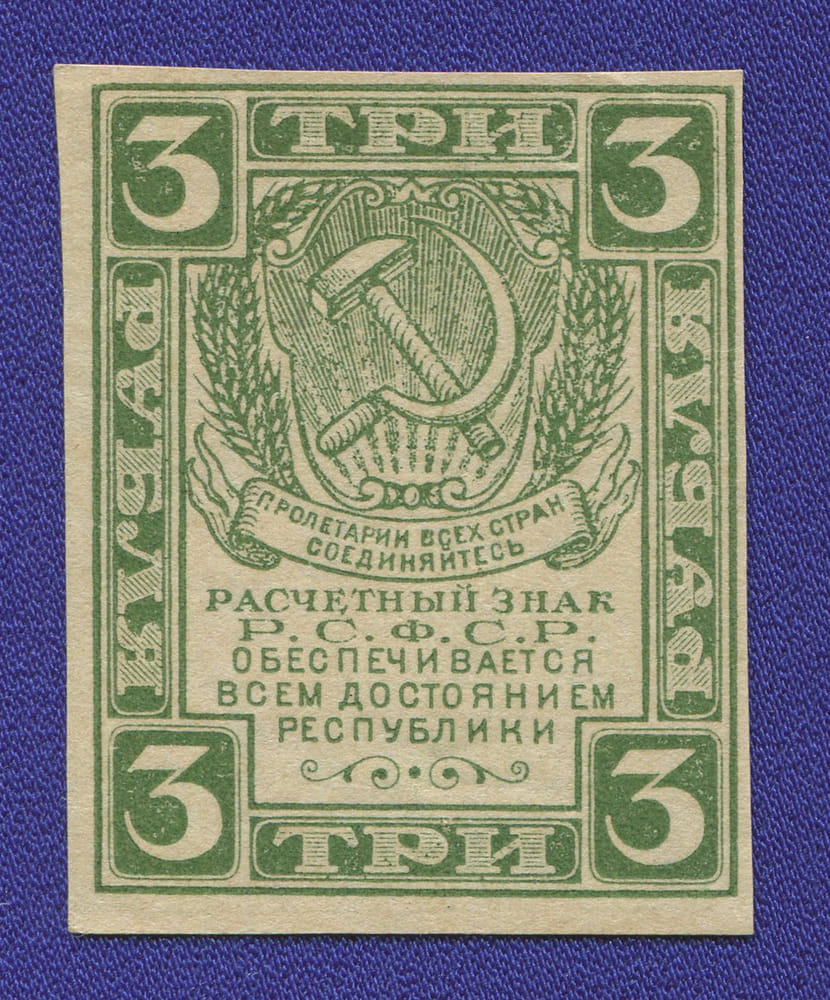 3 ТРИ 3
РУБЛЯ
РУБЛЯ
ПРОЛЕТАРИИ ВСЕХ СТРАН
СОЕДИНЯЙТЕСЬ
РАСЧЕТНЫЙ ЗНАК
Р.С.Ф.С.Р.
ОБЕСПЕЧИВАЕТСЯ
ВСЕМ ДОСТОЯНИЕМ
РЕСПУБЛИКИ
3 ТРИ 3